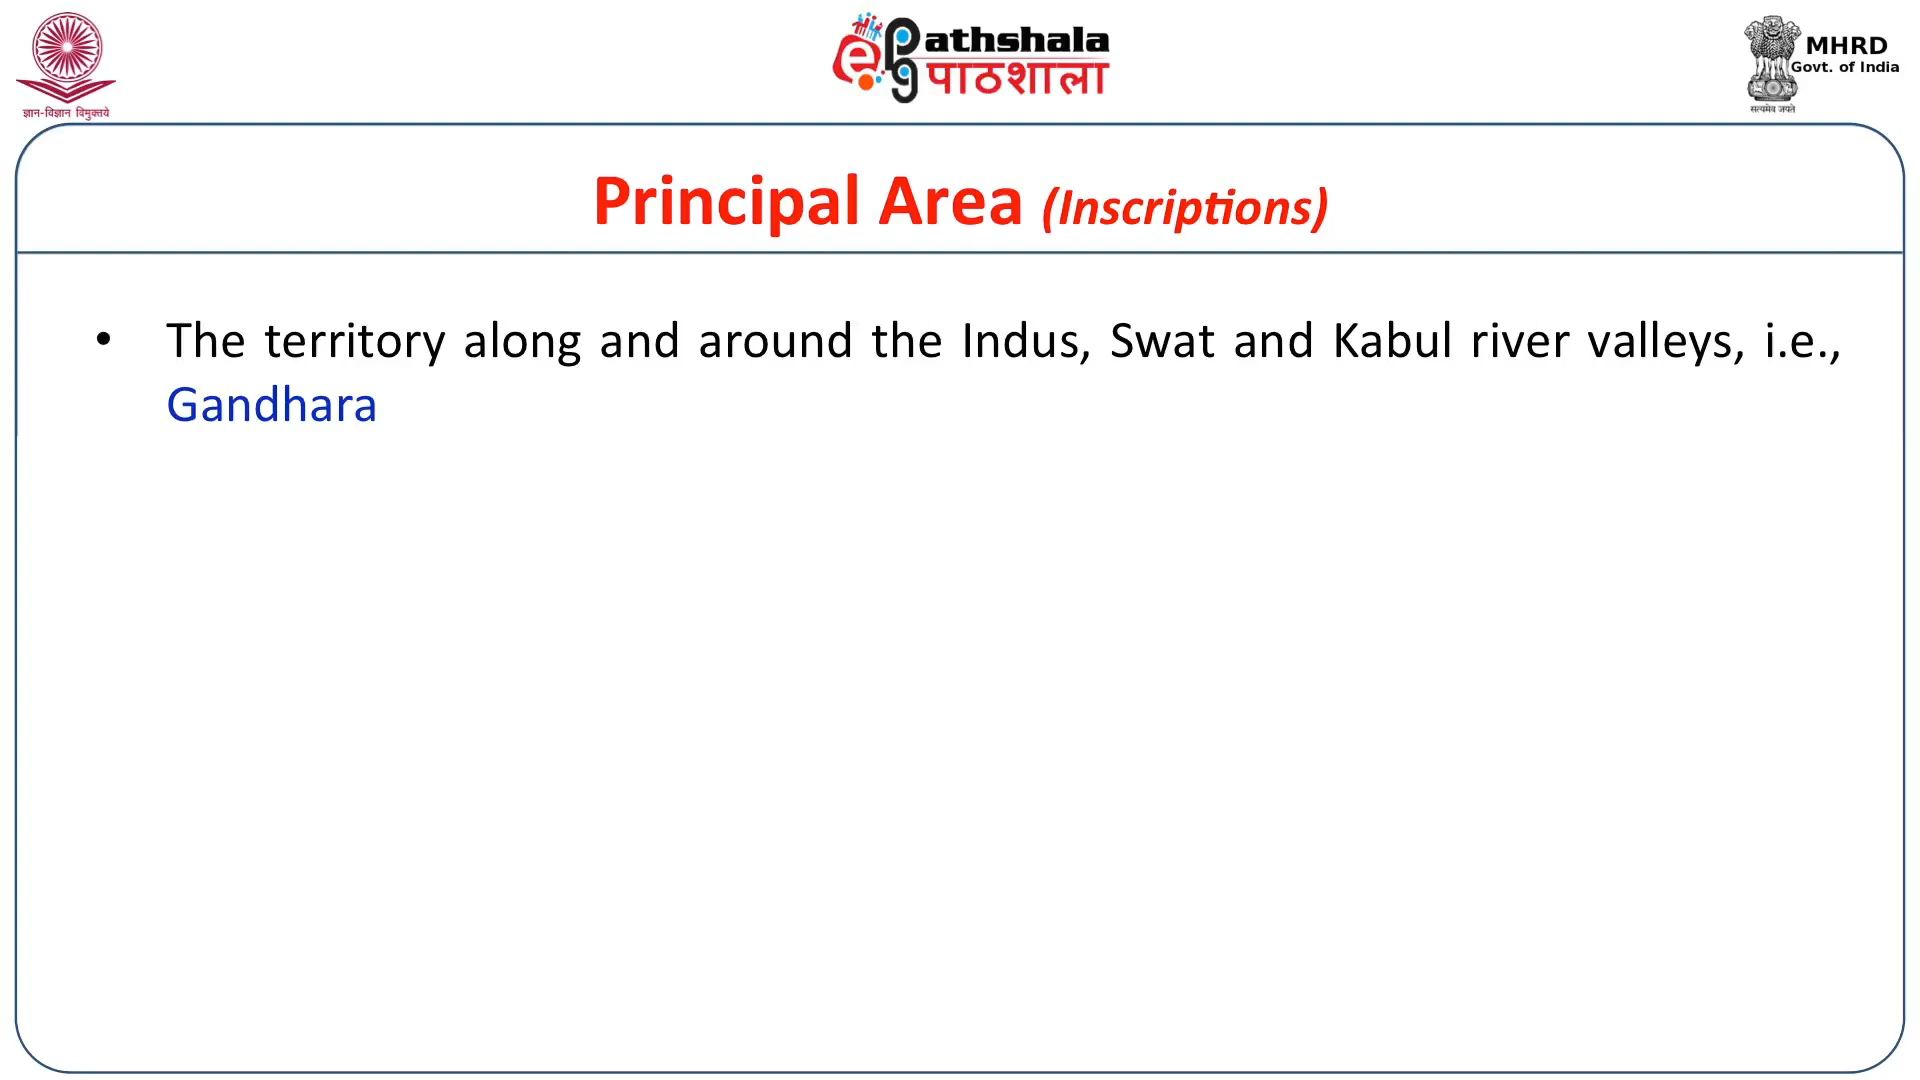 ज्ञान-विज्ञान विमुक्तये
ePathshala
पाठशाला
MHRD
Govt. of India
सत्यमेव जयते
Principal Area (Inscriptions)
• The territory along and around the Indus, Swat and Kabul river valleys, i.e.,
Gandhara